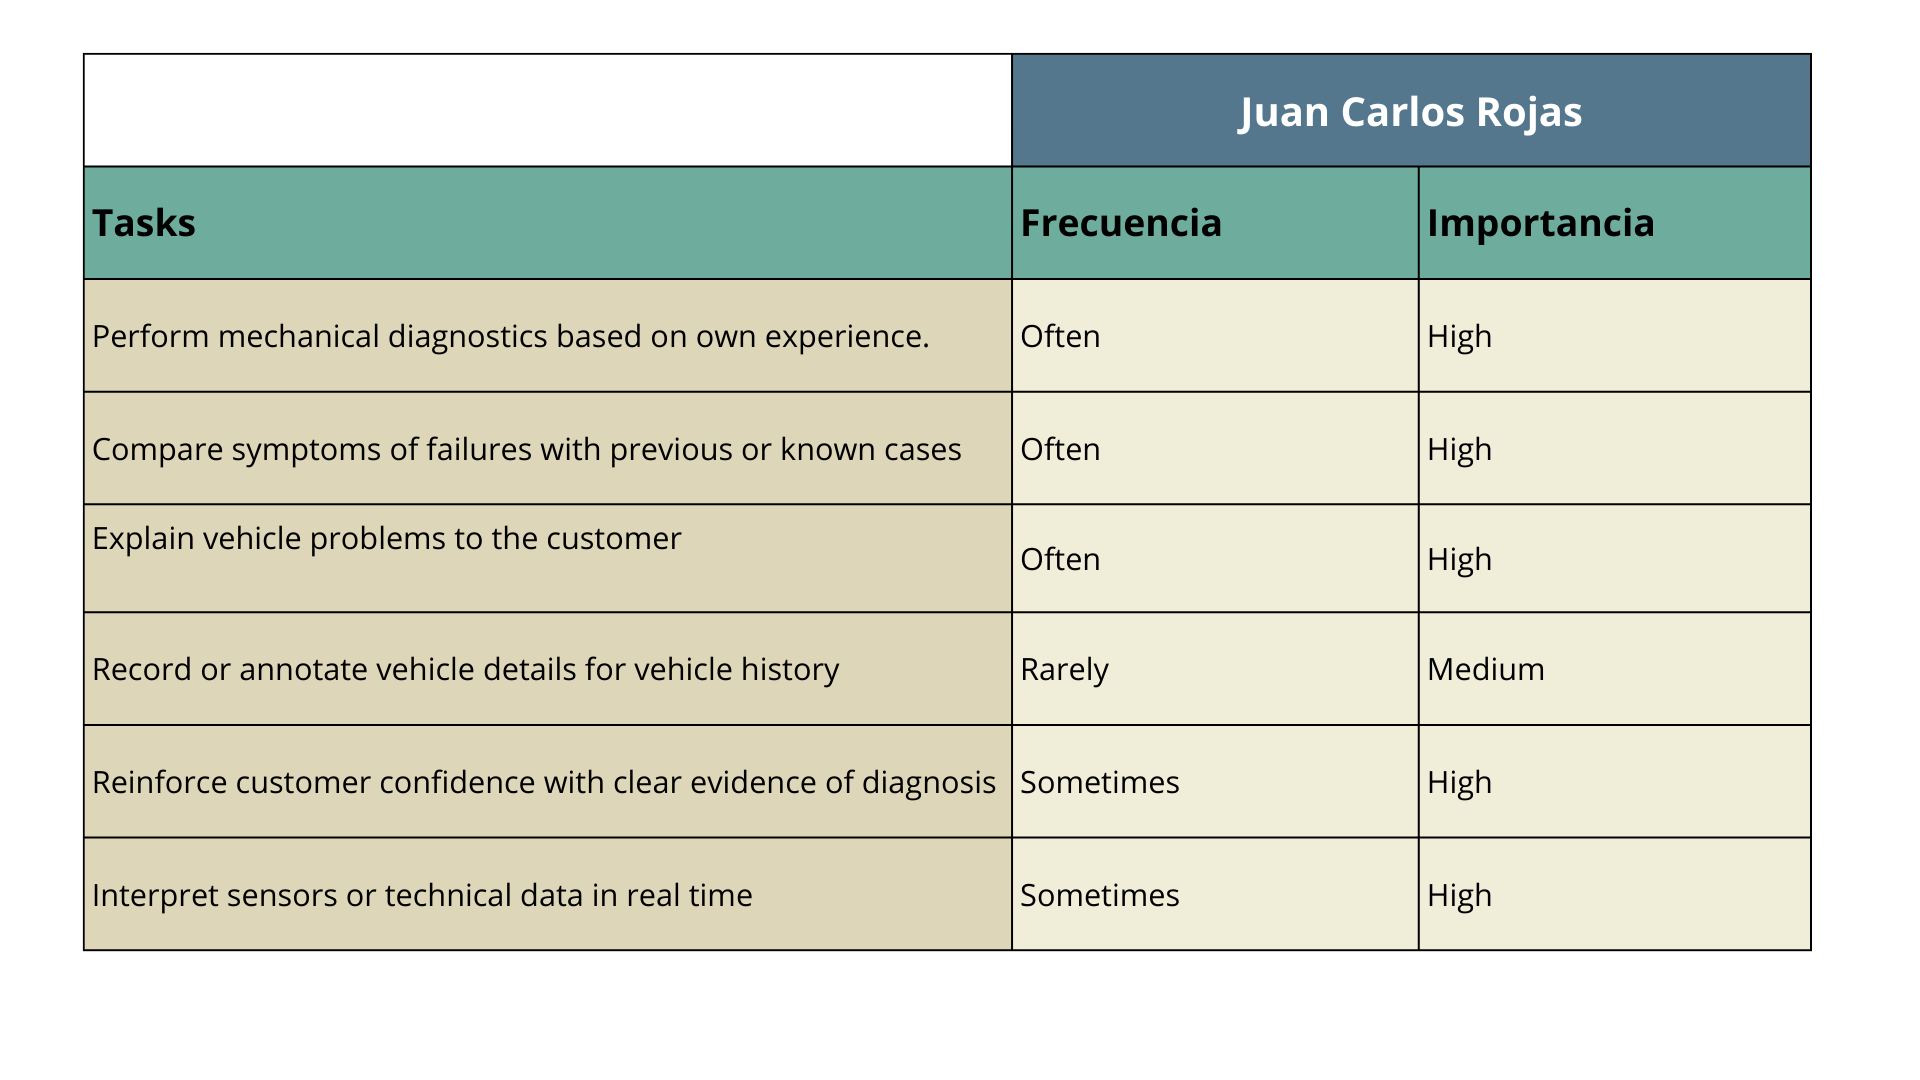 Juan Carlos Rojas
Tasks Frecuencia Importancia
Perform mechanical diagnostics based on own experience. Often High
Compare symptoms of failures with previous or known cases Often High
Explain vehicle problems to the customer Often High
Record or annotate vehicle details for vehicle history Rarely Medium
Reinforce customer confidence with clear evidence of diagnosis Sometimes High
Interpret sensors or technical data in real time Sometimes High